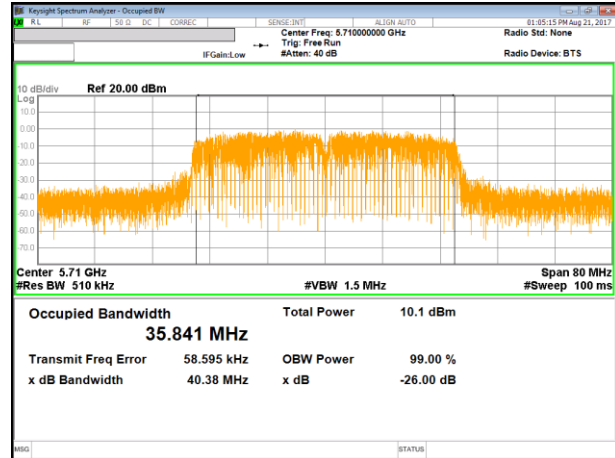 Keysight Spectrum Analyzer - Occupied BW
RL RF 50 Ω DC CORREC SENSE:INT ALIGN AUTO 01:05:15 PM Aug 21, 2017
Center Freq: 5.710000000 GHz Radio Std: None
Trig: Free Run
IFGain:Low #Atten: 40 dB Radio Device: BTS
10 dB/div Ref 20.00 dBm
Log
10.0
0.00
-10.0
-20.0
-30.0
-40.0
-50.0
-60.0
-70.0
Center 5.71 GHz Span 80 MHz
#Res BW 510 kHz #VBW 1.5 MHz #Sweep 100 ms
Occupied Bandwidth Total Power 10.1 dBm
35.841 MHz
Transmit Freq Error 58.595 kHz OBW Power 99.00 %
x dB Bandwidth 40.38 MHz x dB -26.00 dB
MSG STATUS